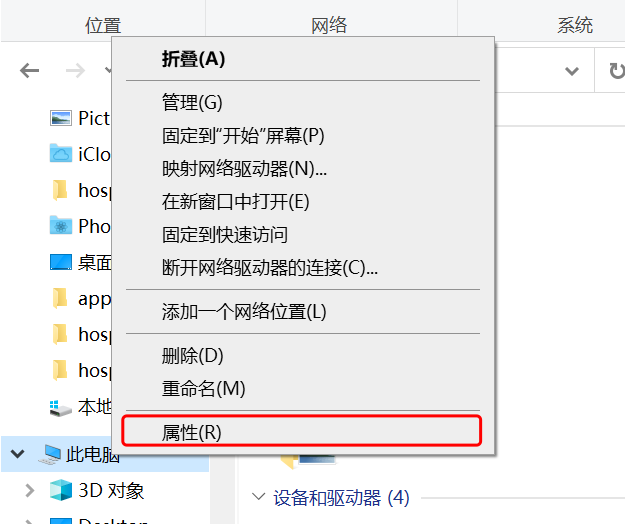 位置 网络 系统
折叠(A)
管理(G)
固定到"开始"屏幕(P)
映射网络驱动器(N)...
在新窗口中打开(E)
固定到快速访问
断开网络驱动器的连接(C)...
添加一个网络位置(L)
删除(D)
重命名(M)
属性(R)
Pict
iClo
hosp
Pho
桌面
app
hosp
hosp
本地
此电脑
3D 对象
Desktop
设备和驱动器 (4)